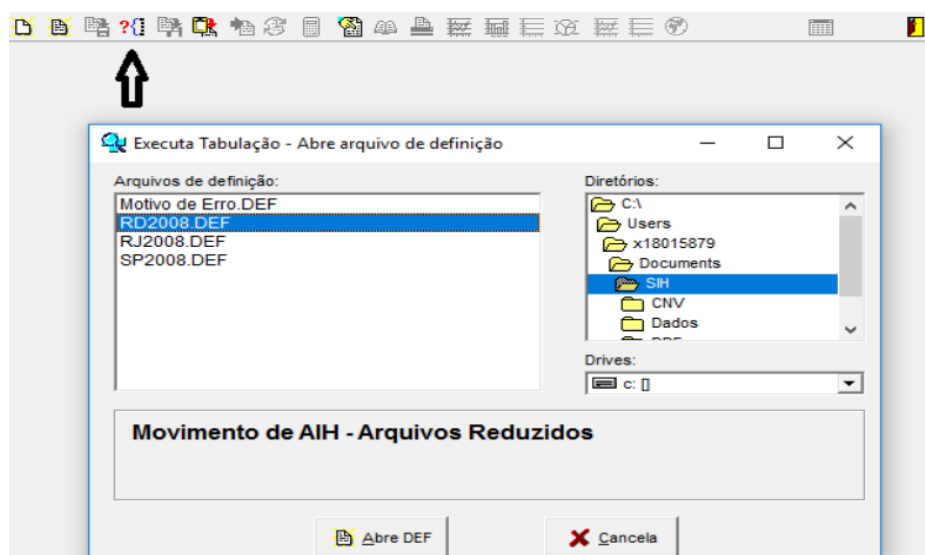 ?{}
Executa Tabulação - Abre arquivo de definição
Arquivos de definição:
Motivo de Erro.DEF
RD2008.DEF
RJ2008.DEF
SP2008.DEF
Diretórios:
C:\
Users
x18015879
Documents
SIH
CNV
Dados
Drives:
c: []
Movimento de AIH - Arquivos Reduzidos
Abre DEF
Cancela